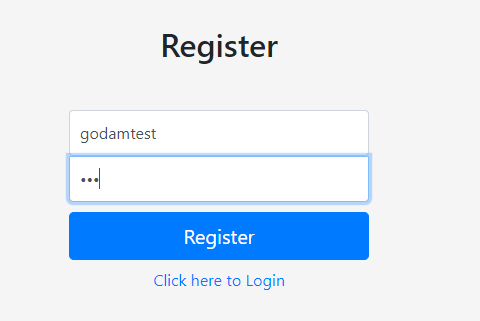 Register
godamtest
•••
Register
Click here to Login